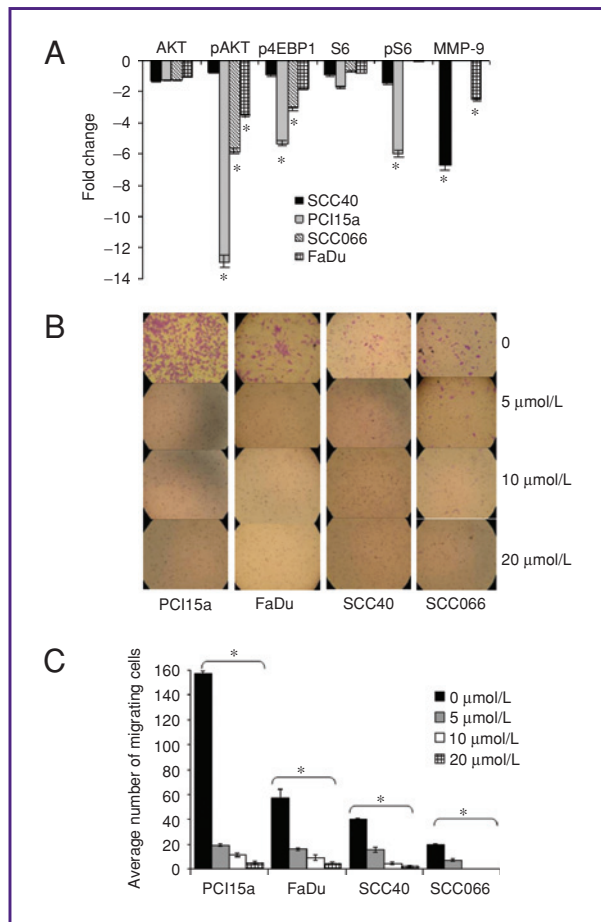 A
AKT pAKT p4EBP1 S6 pS6 MMP-9
0
−2
−4
−6
−8
−10
−12
−14
Fold change
* * * * * * *
SCC40
PCI15a
SCC066
FaDu
B
0
5 μmol/L
10 μmol/L
20 μmol/L
PCI15a FaDu SCC40 SCC066
C
Average number of migrating cells
160
140
120
100
80
60
40
20
0
* * * *
0 μmol/L
5 μmol/L
10 μmol/L
20 μmol/L
PCI15a FaDu SCC40 SCC066